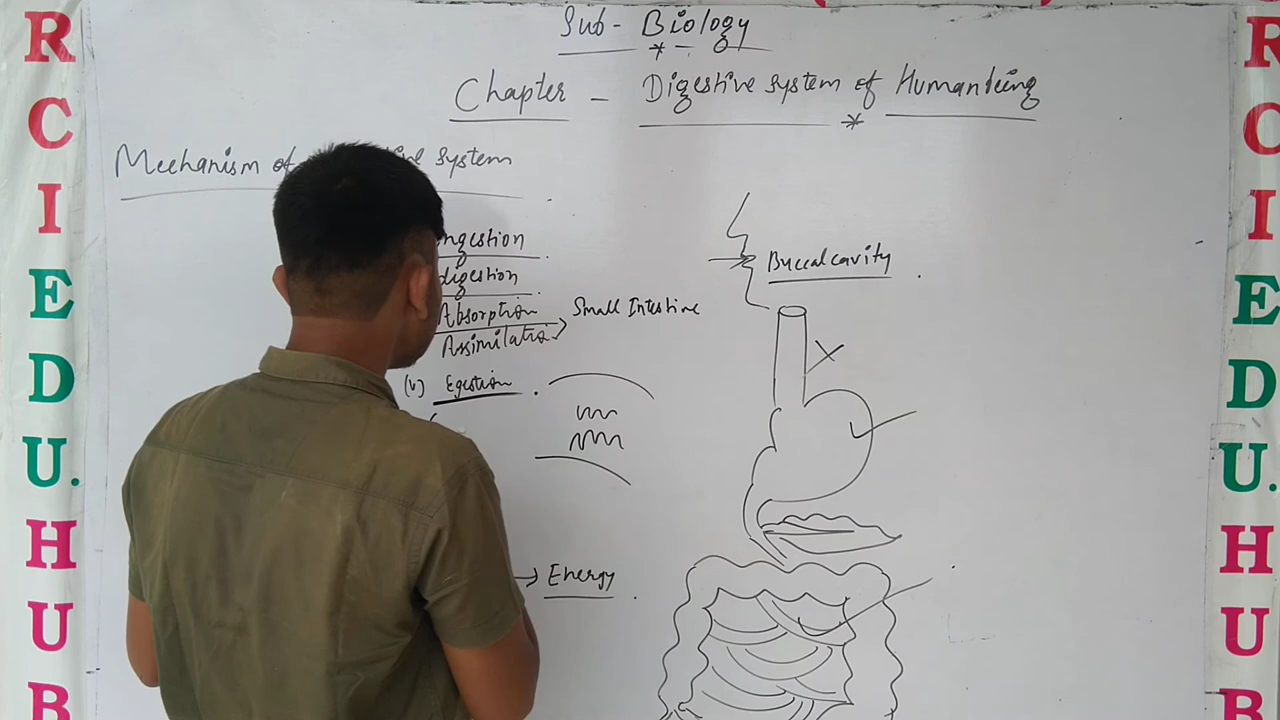 Sub - Biology
Chapter - Digestive system of Humanbeing
Mechanism of system
ngestion
digestion
Absorption
Assimilatio
Small Intestine
(v) Egestion .
Energy .
Buccal cavity .
R
C
I
E
D
U.
H
U
B
R
C
I
E
D
U.
H
U
B